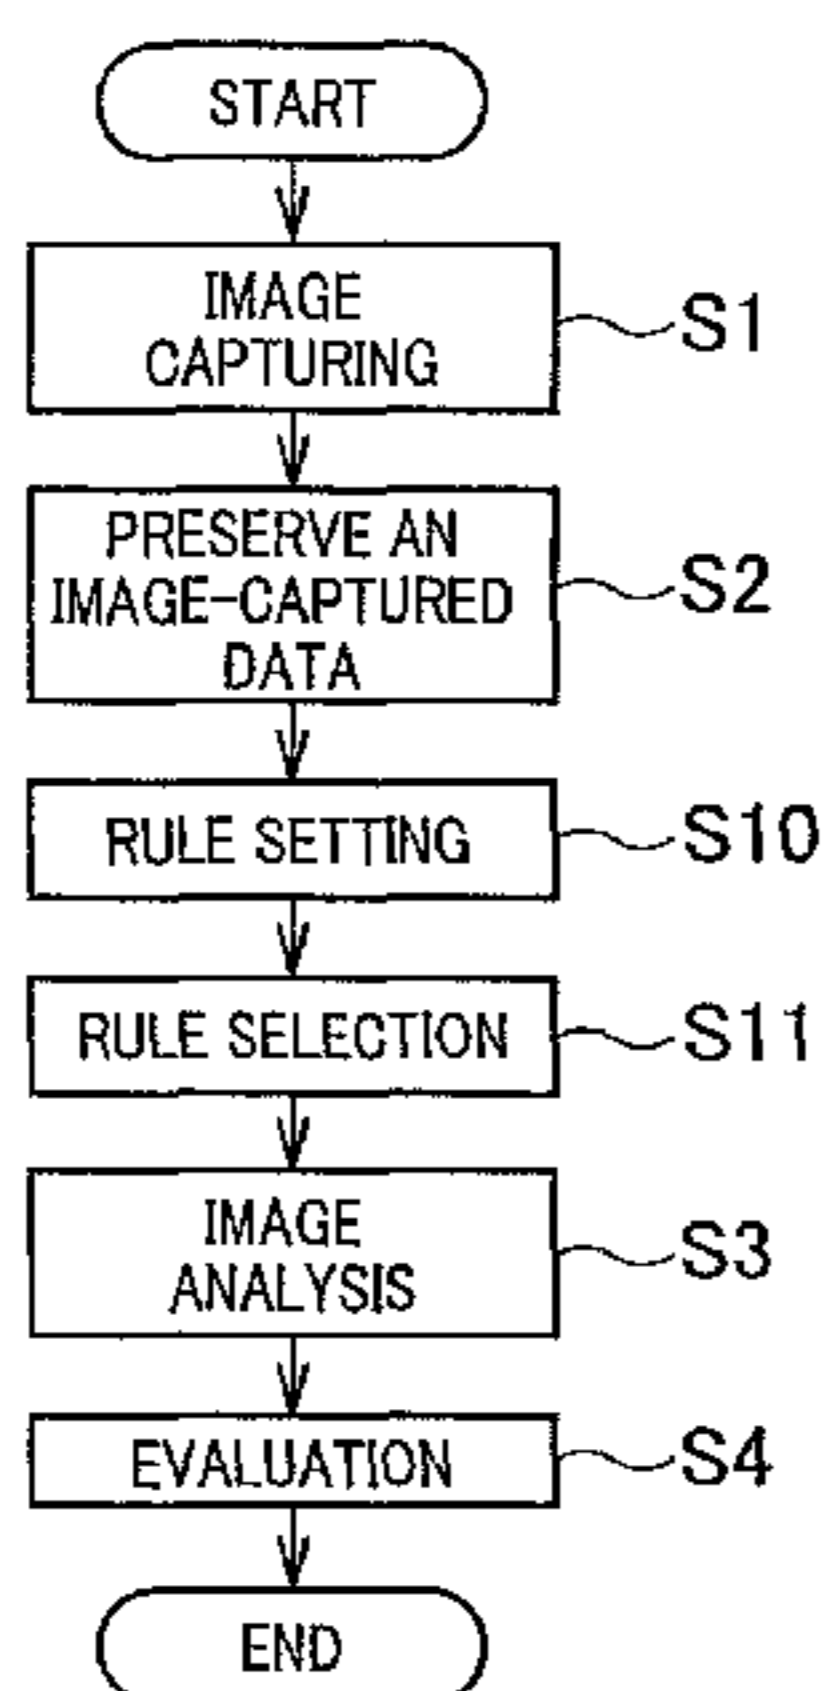 START
IMAGE
CAPTURING
S1
PRESERVE AN
IMAGE-CAPTURED
DATA
S2
RULE SETTING
S10
RULE SELECTION
S11
IMAGE
ANALYSIS
S3
EVALUATION
S4
END